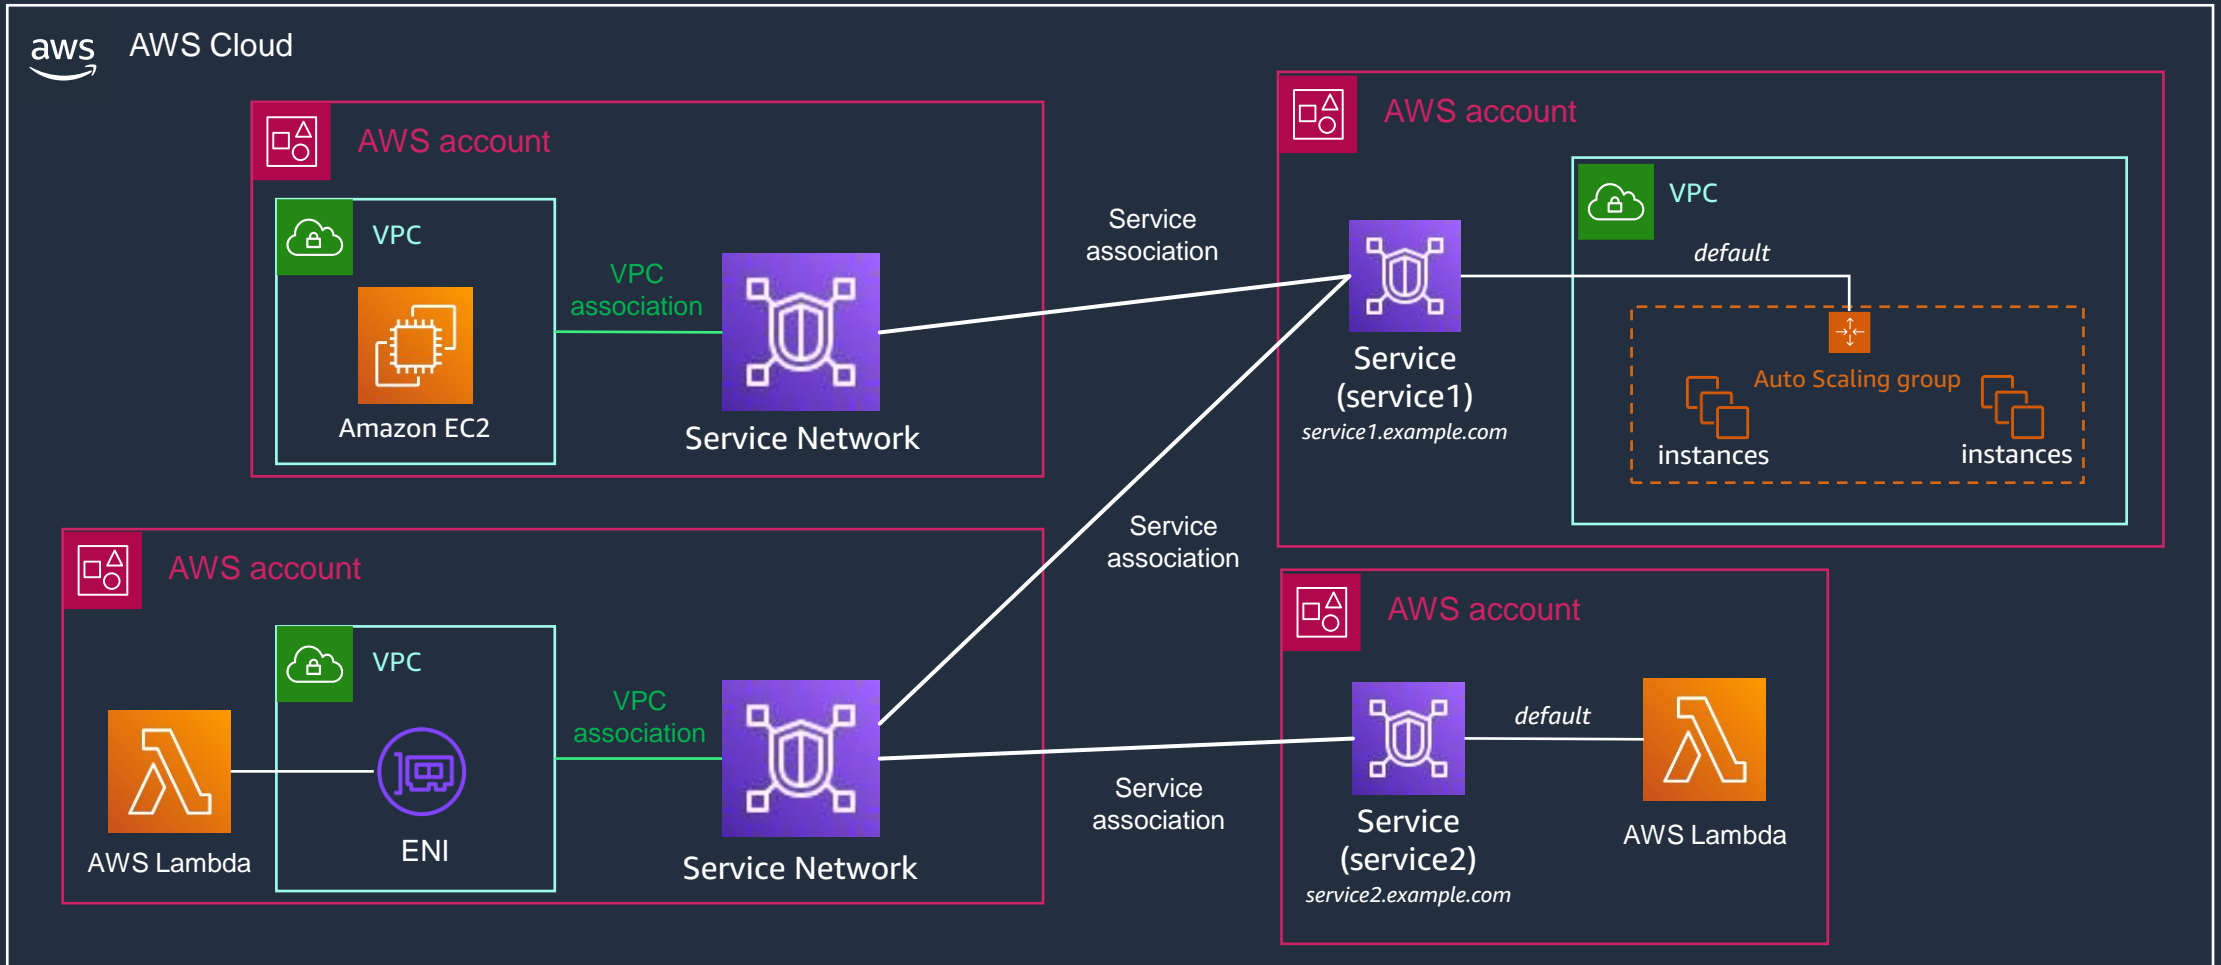 aws
AWS Cloud
AWS account
VPC
Amazon EC2
VPC
association
Service Network
Service
association
AWS account
Service
(service1)
service1.example.com
VPC
default
Auto Scaling group
instances
instances
AWS account
AWS Lambda
VPC
ENI
VPC
association
Service Network
Service
association
Service
association
AWS account
Service
(service2)
service2.example.com
default
AWS Lambda